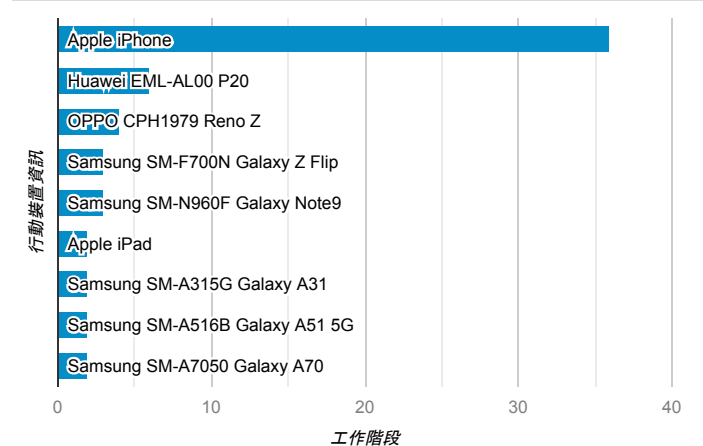 Apple iPhone
Huawei EML-AL00 P20
OPPO CPH1979 Reno Z
Samsung SM-F700N Galaxy Z Flip
Samsung SM-N960F Galaxy Note9
Apple iPad
Samsung SM-A315G Galaxy A31
Samsung SM-A516B Galaxy A51 5G
Samsung SM-A7050 Galaxy A70
行動裝置資訊
0 10 20 30 40
工作階段